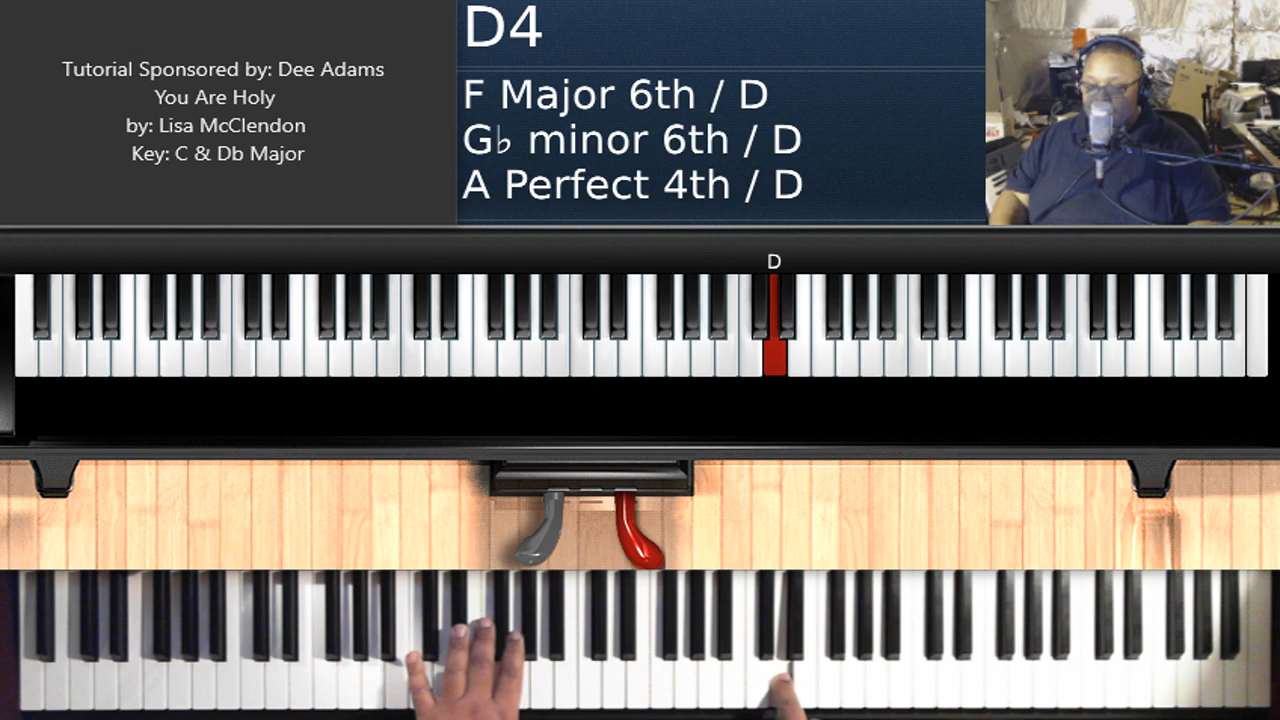 Tutorial Sponsored by: Dee Adams
You Are Holy
by: Lisa McClendon
Key: C & Db Major
D4
F Major 6th / D
G♭ minor 6th / D
A Perfect 4th / D
D